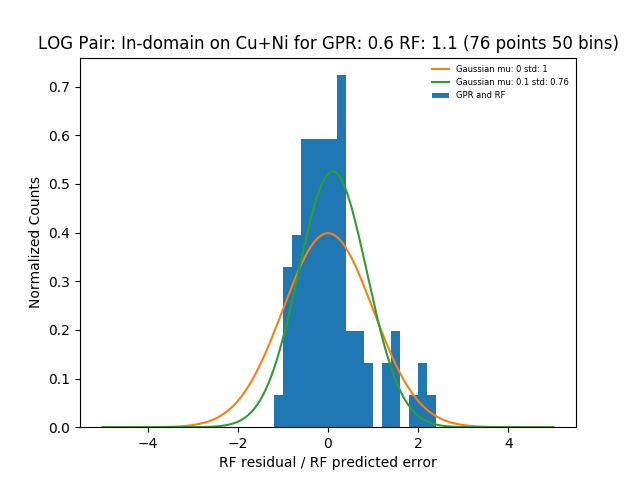 LOG Pair: In-domain on Cu+Ni for GPR: 0.6 RF: 1.1 (76 points 50 bins)
Gaussian mu: 0 std: 1
Gaussian mu: 0.1 std: 0.76
GPR and RF
Normalized Counts
0.7
0.6
0.5
0.4
0.3
0.2
0.1
0.0
−4 −2 0 2 4
RF residual / RF predicted error